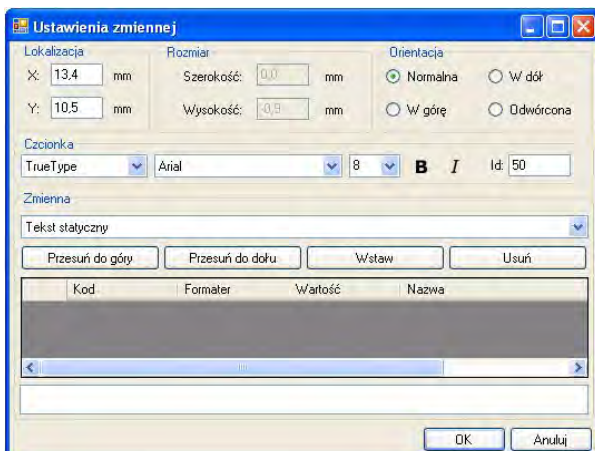 Ustawienia zmiennej
Lokalizacja Rozmiar Orientacja
X: 13,4 mm Szerokość: 0,0 mm Normalna W dół
Y: 10,5 mm Wysokość: -0,9 mm W górę Odwórcona
Czcionka
TrueType Arial 8 B I Id: 50
Zmienna
Tekst statyczny
Przesuń do góry Przesuń do dołu Wstaw Usuń
Kod Formater Wartość Nazwa
OK Anuluj